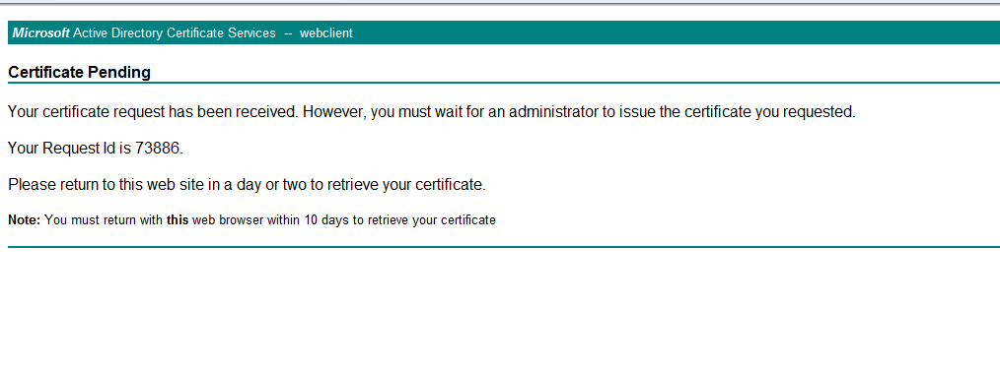 Microsoft Active Directory Certificate Services -- webclient
Certificate Pending
Your certificate request has been received. However, you must wait for an administrator to issue the certificate you requested.
Your Request Id is 73886.
Please return to this web site in a day or two to retrieve your certificate.
Note: You must return with this web browser within 10 days to retrieve your certificate